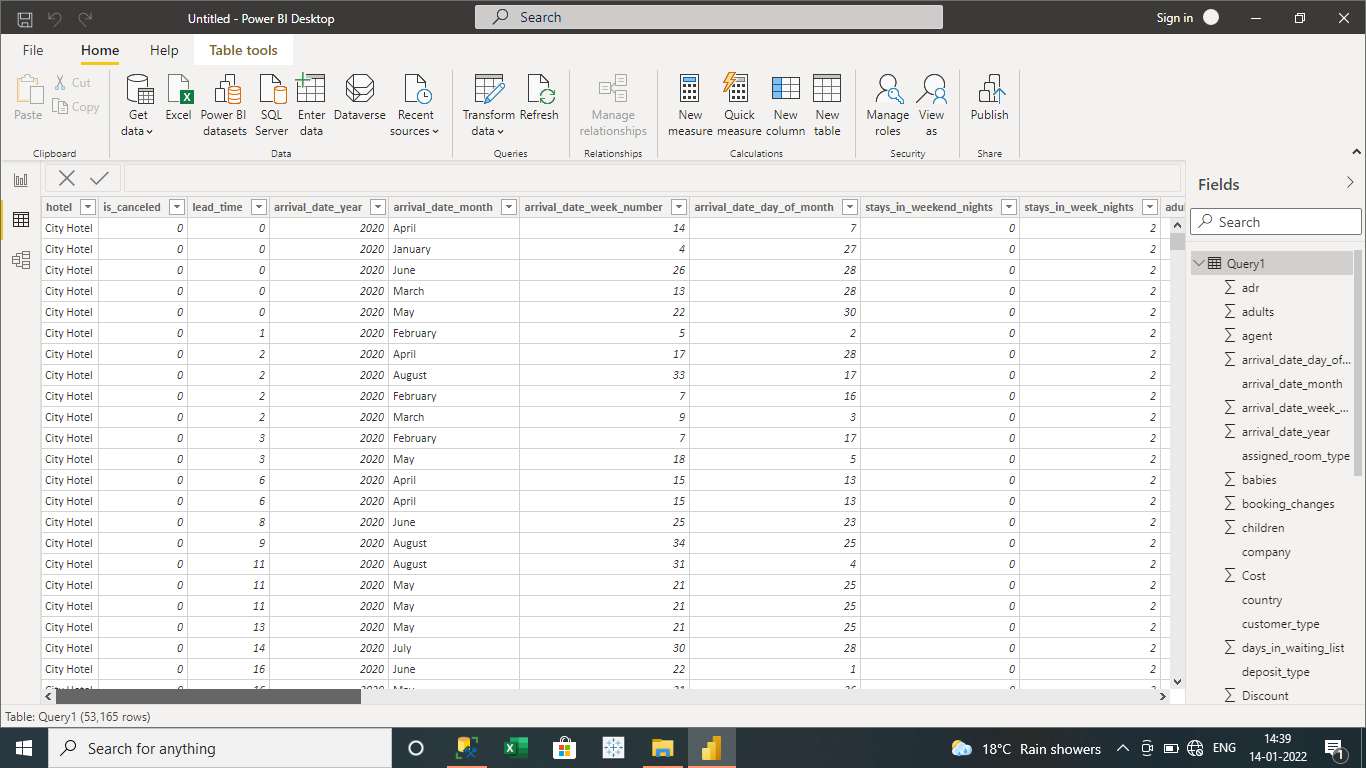 Untitled - Power BI Desktop
Search
Sign in
File Home Help Table tools
Paste
Cut
Copy
Clipboard
Get data
Excel
Power BI datasets
SQL Server
Enter data
Dataverse
Recent sources
Data
Transform data
Refresh
Queries
Manage relationships
Relationships
New measure
Quick measure
New column
New table
Calculations
Manage roles
View as
Security
Publish
Share
hotel is_canceled lead_time arrival_date_year arrival_date_month arrival_date_week_number arrival_date_day_of_month stays_in_weekend_nights stays_in_week_nights adul
City Hotel 0 0 2020 April 14 7 0 2
City Hotel 0 0 2020 January 4 27 0 2
City Hotel 0 0 2020 June 26 28 0 2
City Hotel 0 0 2020 March 13 28 0 2
City Hotel 0 0 2020 May 22 30 0 2
City Hotel 0 1 2020 February 5 2 0 2
City Hotel 0 2 2020 April 17 28 0 2
City Hotel 0 2 2020 August 33 17 0 2
City Hotel 0 2 2020 February 7 16 0 2
City Hotel 0 2 2020 March 9 3 0 2
City Hotel 0 3 2020 February 7 17 0 2
City Hotel 0 3 2020 May 18 5 0 2
City Hotel 0 6 2020 April 15 13 0 2
City Hotel 0 6 2020 April 15 13 0 2
City Hotel 0 8 2020 June 25 23 0 2
City Hotel 0 9 2020 August 34 25 0 2
City Hotel 0 11 2020 August 31 4 0 2
City Hotel 0 11 2020 May 21 25 0 2
City Hotel 0 11 2020 May 21 25 0 2
City Hotel 0 13 2020 May 21 25 0 2
City Hotel 0 14 2020 July 30 28 0 2
City Hotel 0 16 2020 June 22 1 0 2
Fields
Search
Query1
adr
adults
agent
arrival_date_day_of...
arrival_date_month
arrival_date_week_...
arrival_date_year
assigned_room_type
babies
booking_changes
children
company
Cost
country
customer_type
days_in_waiting_list
deposit_type
Discount
Table: Query1 (53,165 rows)
Search for anything
18°C Rain showers
ENG
14:39
14-01-2022
1